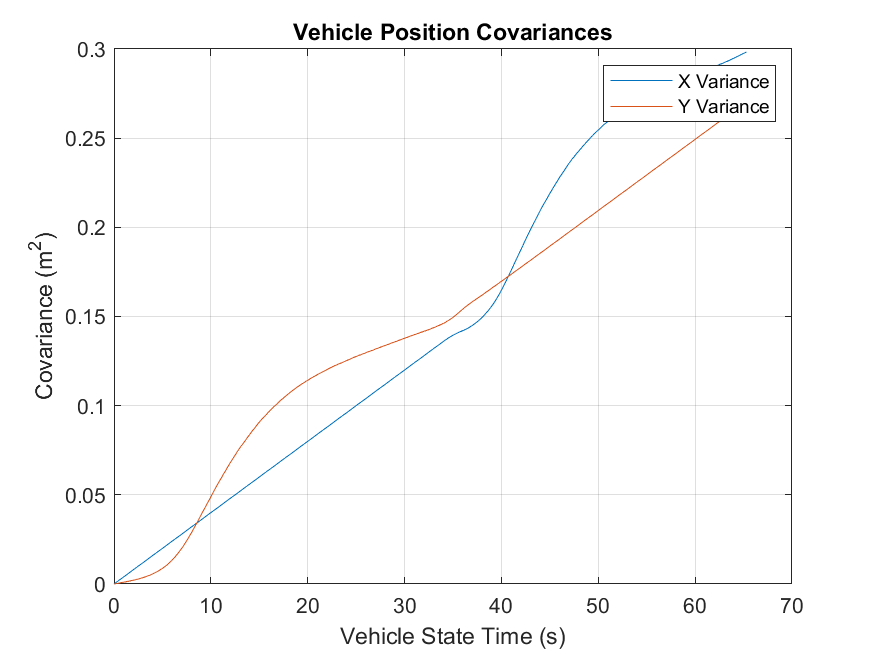 Vehicle Position Covariances
0.3
0.25
0.2
0.15
0.1
0.05
0
Covariance (m²)
X Variance
Y Variance
0 10 20 30 40 50 60 70
Vehicle State Time (s)